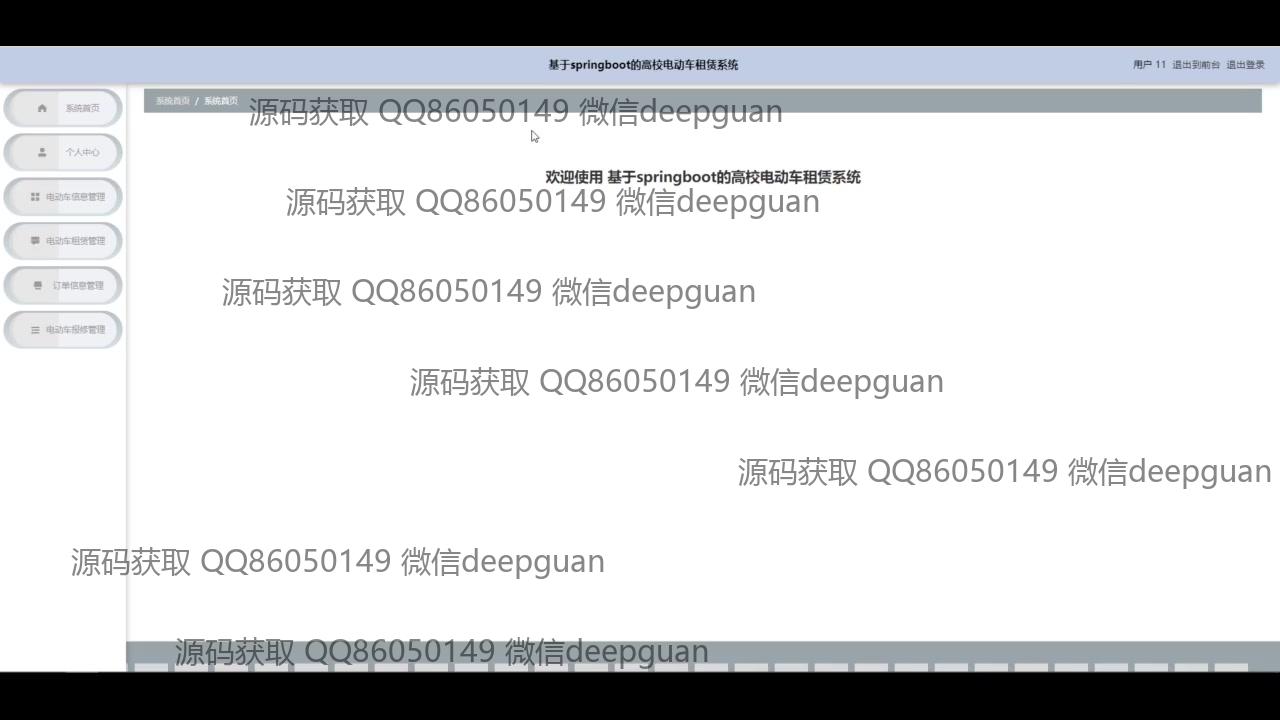 基于springboot的高校电动车租赁系统
用户 11 退出到前台 退出登录
系统首页
系统首页 / 系统首页
源码获取 QQ86050149 微信deepguan
个人中心
欢迎使用 基于springboot的高校电动车租赁系统
电动车信息管理
源码获取 QQ86050149 微信deepguan
电动车租赁管理
订单信息管理
源码获取 QQ86050149 微信deepguan
电动车报修管理
源码获取 QQ86050149 微信deepguan
源码获取 QQ86050149 微信deepguan
源码获取 QQ86050149 微信deepguan
源码获取 QQ86050149 微信deepguan